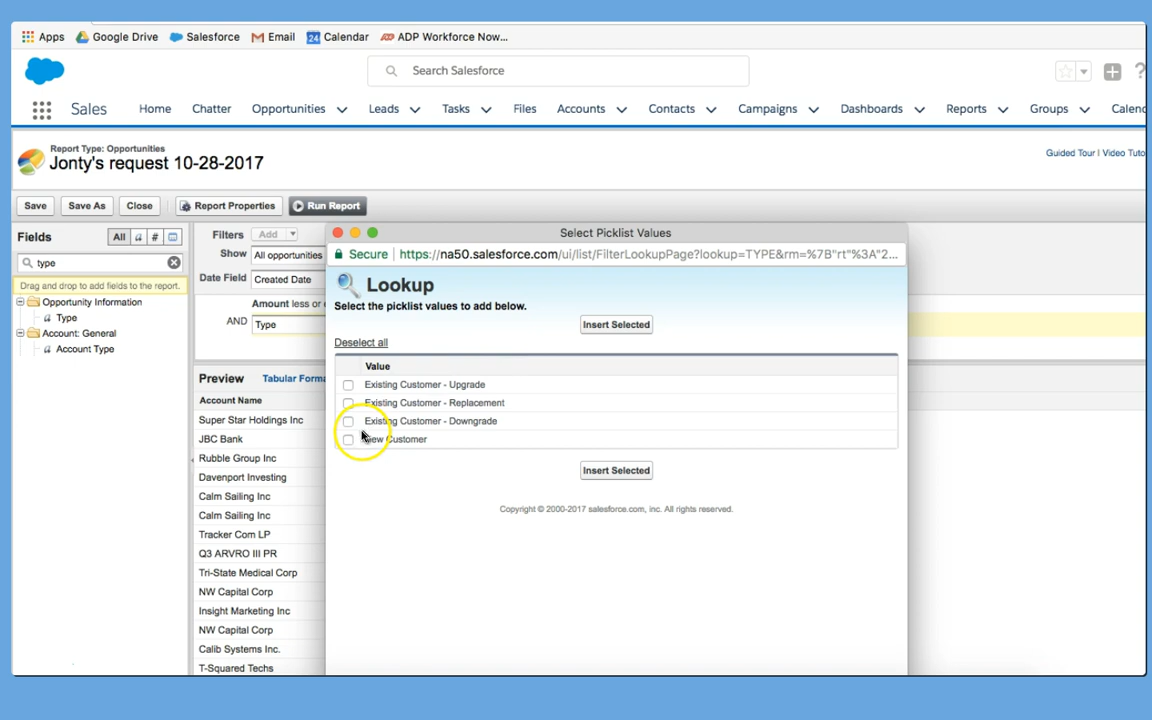 Apps Google Drive Salesforce Email 24 Calendar ADP Workforce Now...
Search Salesforce
Sales Home Chatter Opportunities Leads Tasks Files Accounts Contacts Campaigns Dashboards Reports Groups Calenc
Report Type: Opportunities
Jonty's request 10-28-2017
Guided Tour | Video Tuto
Save Save As Close Report Properties Run Report
Fields All a #
type
Drag and drop to add fields to the report.
Opportunity Information
a Type
Account: General
a Account Type
Filters Add
Show All opportunities
Date Field Created Date
Amount less or
AND Type
Preview Tabular Forma
Account Name
Super Star Holdings Inc
JBC Bank
Rubble Group Inc
Davenport Investing
Calm Sailing Inc
Calm Sailing Inc
Tracker Com LP
Q3 ARVRO III PR
Tri-State Medical Corp
NW Capital Corp
Insight Marketing Inc
NW Capital Corp
Calib Systems Inc.
T-Squared Techs
Select Picklist Values
Secure https://na50.salesforce.com/ui/list/FilterLookupPage?lookup=TYPE&rm=%7B"rt"%3A"2...
Lookup
Select the picklist values to add below.
Insert Selected
Deselect all
Value
Existing Customer - Upgrade
Existing Customer - Replacement
Existing Customer - Downgrade
New Customer
Insert Selected
Copyright © 2000-2017 salesforce.com, inc. All rights reserved.